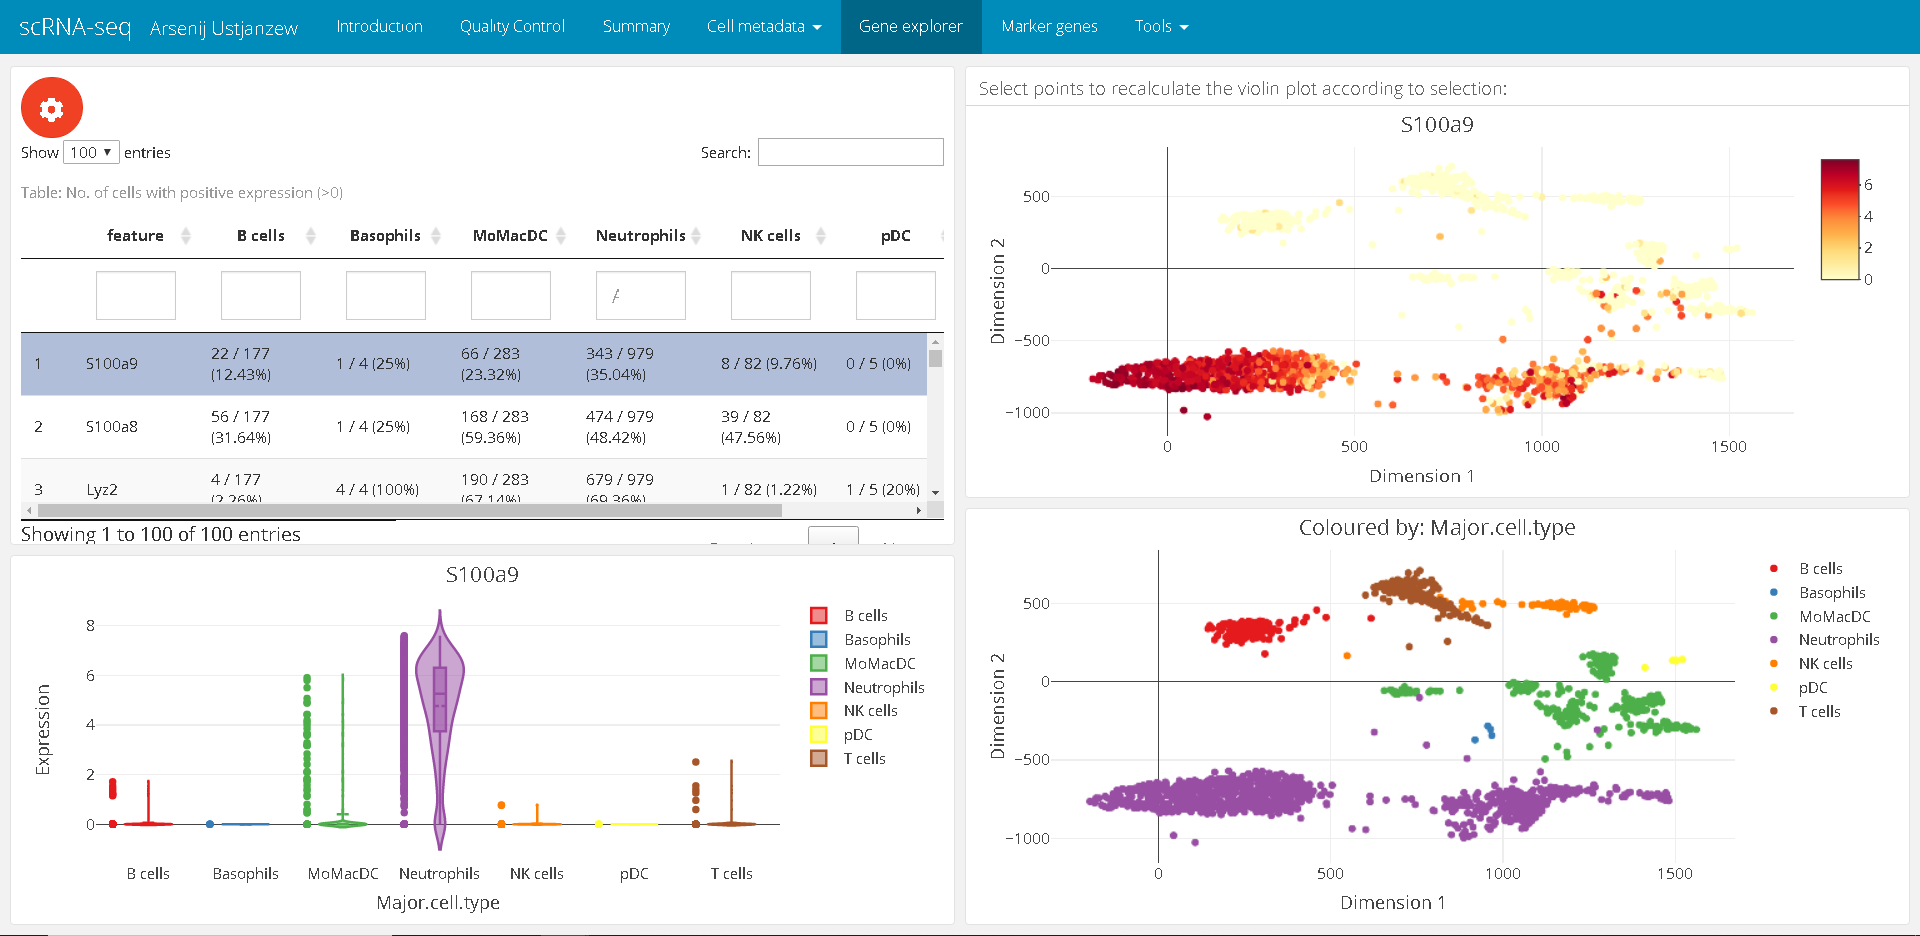 scRNA-seq Arsenij Ustjanzew Introduction Quality Control Summary Cell metadata Gene explorer Marker genes Tools
Show 100 entries
Search:
Table: No. of cells with positive expression (>0)
feature B cells Basophils MoMacDC Neutrophils NK cells pDC
1 S100a9 22 / 177 (12.43%) 1 / 4 (25%) 66 / 283 (23.32%) 343 / 979 (35.04%) 8 / 82 (9.76%) 0 / 5 (0%)
2 S100a8 56 / 177 (31.64%) 1 / 4 (25%) 168 / 283 (59.36%) 474 / 979 (48.42%) 39 / 82 (47.56%) 0 / 5 (0%)
3 Lyz2 4 / 177 (2.26%) 4 / 4 (100%) 190 / 283 (67.14%) 679 / 979 (69.36%) 1 / 82 (1.22%) 1 / 5 (20%)
Showing 1 to 100 of 100 entries
Select points to recalculate the violin plot according to selection:
S100a9
500
0
−500
−1000
Dimension 2
0 500 1000 1500
Dimension 1
6
4
2
0
S100a9
8
6
4
2
0
Expression
B cells Basophils MoMacDC Neutrophils NK cells pDC T cells
Major.cell.type
B cells
Basophils
MoMacDC
Neutrophils
NK cells
pDC
T cells
Coloured by: Major.cell.type
500
0
−500
−1000
Dimension 2
0 500 1000 1500
Dimension 1
B cells
Basophils
MoMacDC
Neutrophils
NK cells
pDC
T cells